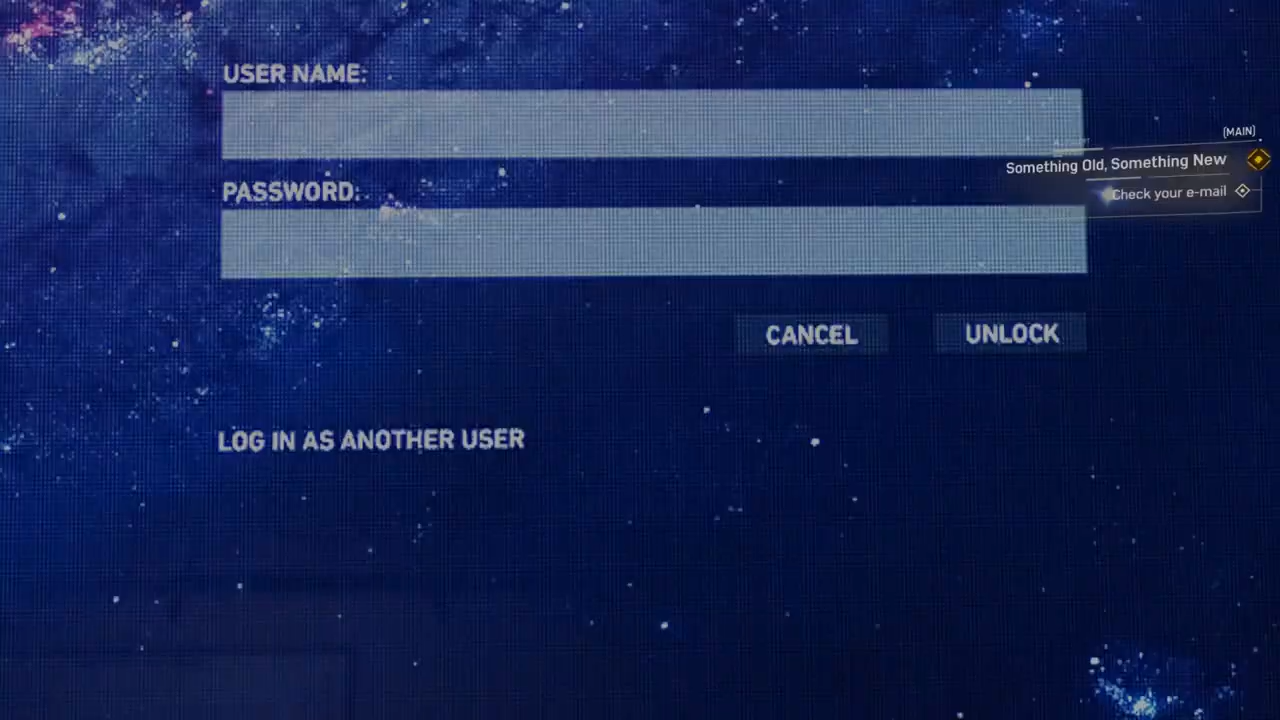 USER NAME:
(MAIN)
Something Old, Something New
PASSWORD:
Check your e-mail
CANCEL
UNLOCK
LOG IN AS ANOTHER USER